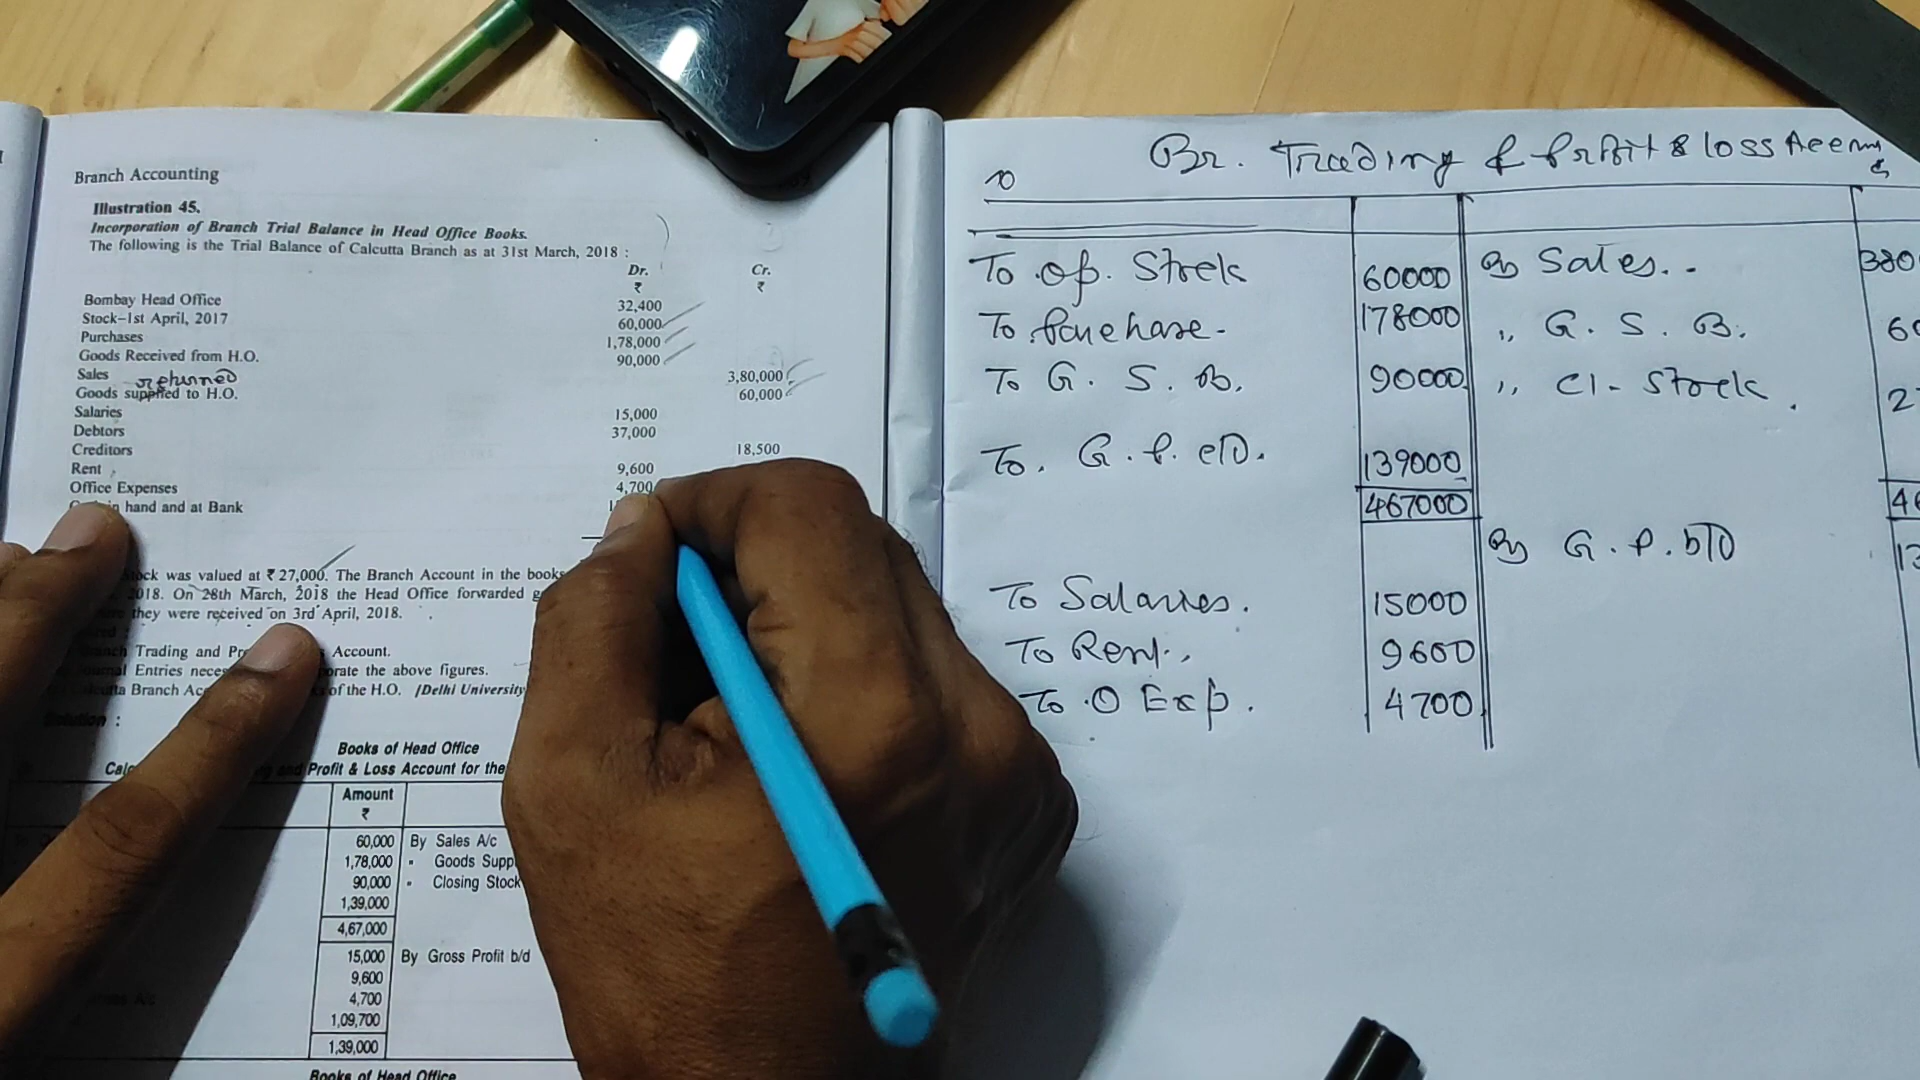 Branch Accounting
Illustration 45.
Incorporation of Branch Trial Balance in Head Office Books.
The following is the Trial Balance of Calcutta Branch as at 31st March, 2018 :
Dr. Cr.
₹ ₹
Bombay Head Office 32,400
Stock-1st April, 2017 60,000
Purchases 1,78,000
Goods Received from H.O. 90,000
Sales 3,80,000
returned
Goods supplied to H.O. 60,000
Salaries 15,000
Debtors 37,000
Creditors 18,500
Rent 9,600
Office Expenses 4,700
in hand and at Bank
stock was valued at ₹ 27,000. The Branch Account in the books
2018. On 28th March, 2018 the Head Office forwarded
they were received on 3rd April, 2018.
Trading and Account.
Entries the above figures.
of the H.O. [Delhi University
Solution :
Books of Head Office
and Profit & Loss Account for the
Amount
₹
60,000 By Sales A/c
1,78,000 " Goods Supp
90,000 " Closing Stock
1,39,000
4,67,000
15,000 By Gross Profit b/d
9,600
4,700
1,09,700
1,39,000
Books of Head Office
Br. Trading & Profit & loss
To op. Stock 60000 By Sales.. 380
To Purchase - 178000 ,, G. S. B. 60
To G. S. B. 90000 ,, Cl- Stock . 2
To. G. P. c/D. 139000
467000 46
By G. P. b/D 13
To Salaries. 15000
To Rent. 9600
To O Exp. 4700